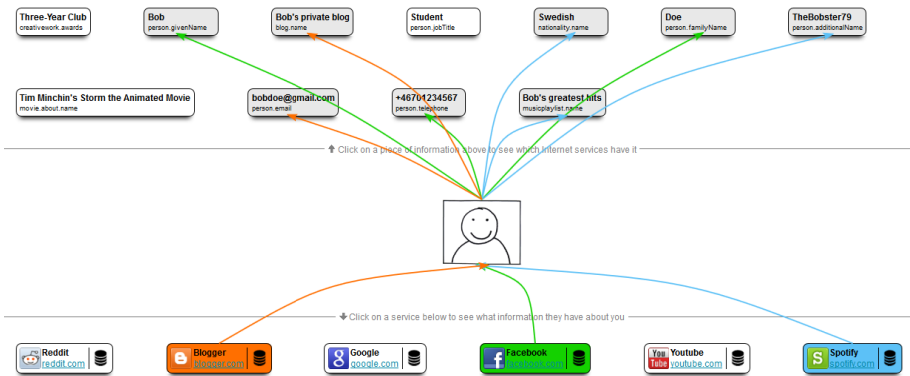 Three-Year Club
creativework.awards
Bob
person.givenName
Bob's private blog
blog.name
Student
person.jobTitle
Swedish
nationality.name
Doe
person.familyName
TheBobster79
person.additionalName
Tim Minchin's Storm the Animated Movie
movie.about.name
bobdoe@gmail.com
person.email
+46701234567
person.telephone
Bob's greatest hits
musicplaylist.name
Click on a piece of information above to see which Internet services have it
Click on a service below to see what information they have about you
Reddit
reddit.com
Blogger
blogger.com
Google
google.com
Facebook
facebook.com
You
Tube
Youtube
youtube.com
Spotify
spotify.com